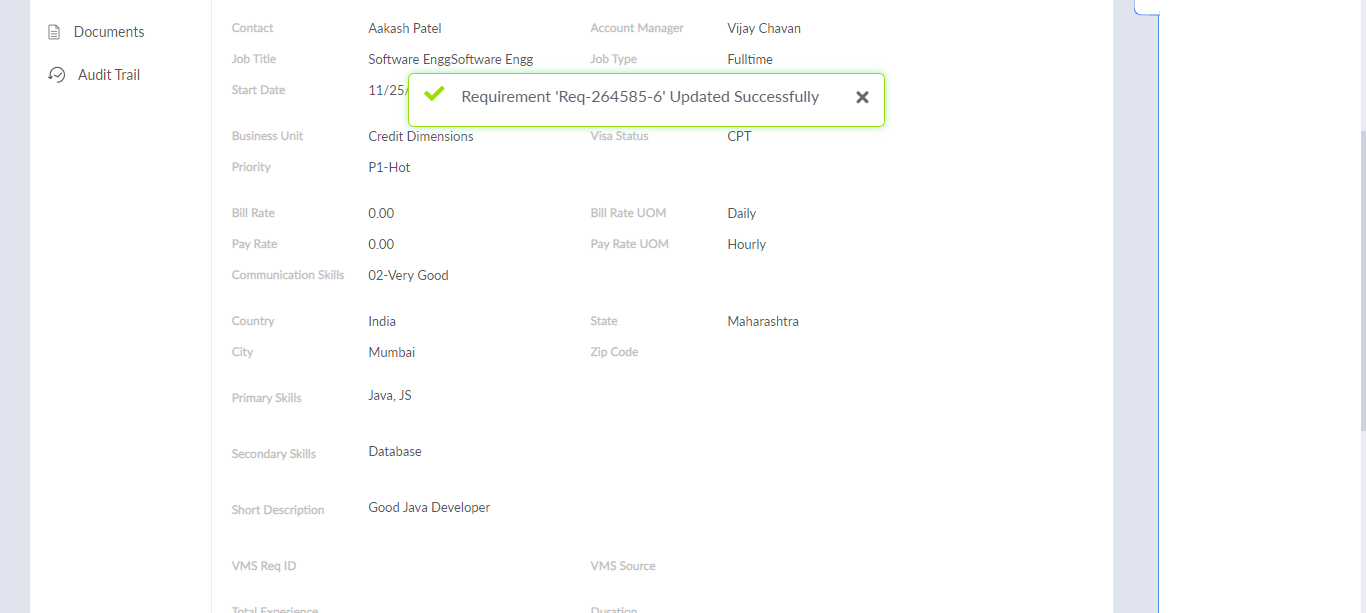 Documents
Audit Trail
Contact Aakash Patel Account Manager Vijay Chavan
Job Title Software EnggSoftware Engg Job Type Fulltime
Start Date 11/25/
Requirement 'Req-264585-6' Updated Successfully
Business Unit Credit Dimensions Visa Status CPT
Priority P1-Hot
Bill Rate 0.00 Bill Rate UOM Daily
Pay Rate 0.00 Pay Rate UOM Hourly
Communication Skills 02-Very Good
Country India State Maharashtra
City Mumbai Zip Code
Primary Skills Java, JS
Secondary Skills Database
Short Description Good Java Developer
VMS Req ID VMS Source
Total Experience Duration